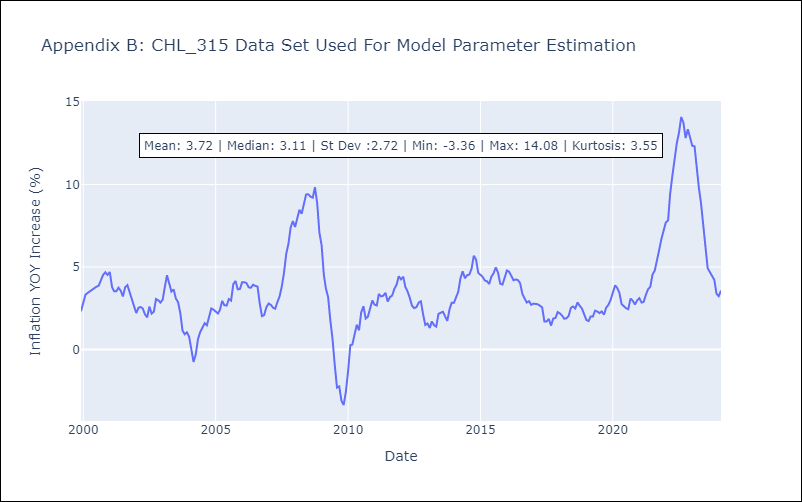 Appendix B: CHL_315 Data Set Used For Model Parameter Estimation
15
Mean: 3.72 | Median: 3.11 | St Dev :2.72 | Min: -3.36 | Max: 14.08 | Kurtosis: 3.55
10
Inflation YOY Increase (%)
5
0
2000 2005 2010 2015 2020
Date